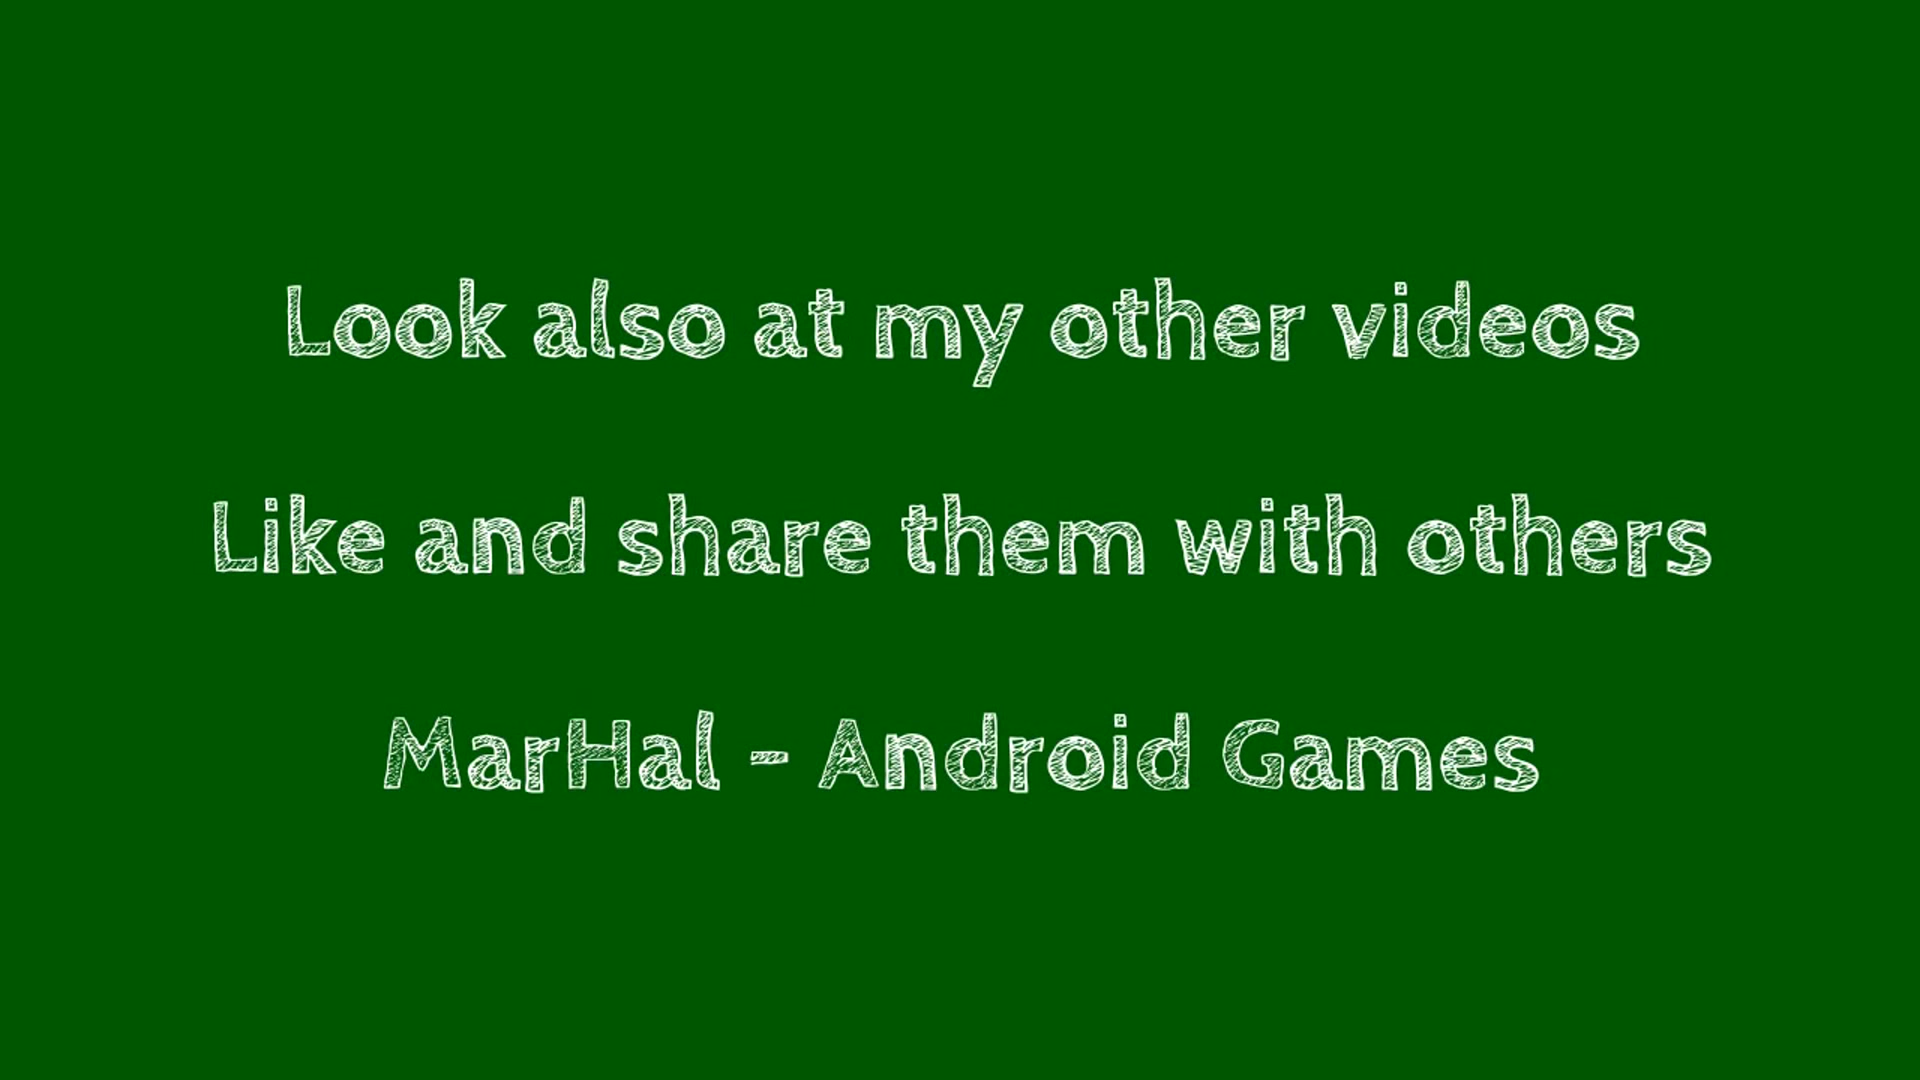 Look also at my other videos
Like and share them with others
MarHal - Android Games